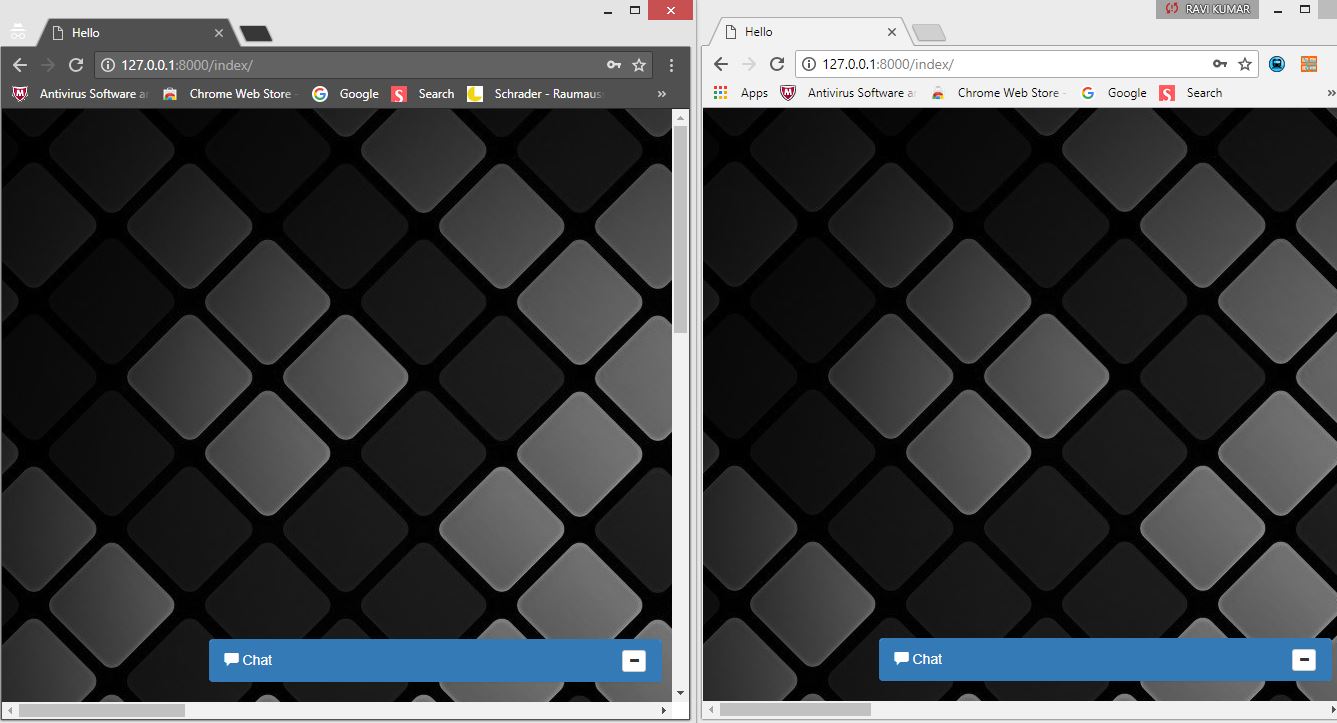 RAVI KUMAR
Hello
127.0.0.1:8000/index/
Antivirus Software ar Chrome Web Store - Google Search Schrader - Raumaus »
Chat
Hello
127.0.0.1:8000/index/
Apps Antivirus Software ar Chrome Web Store - Google Search »
Chat